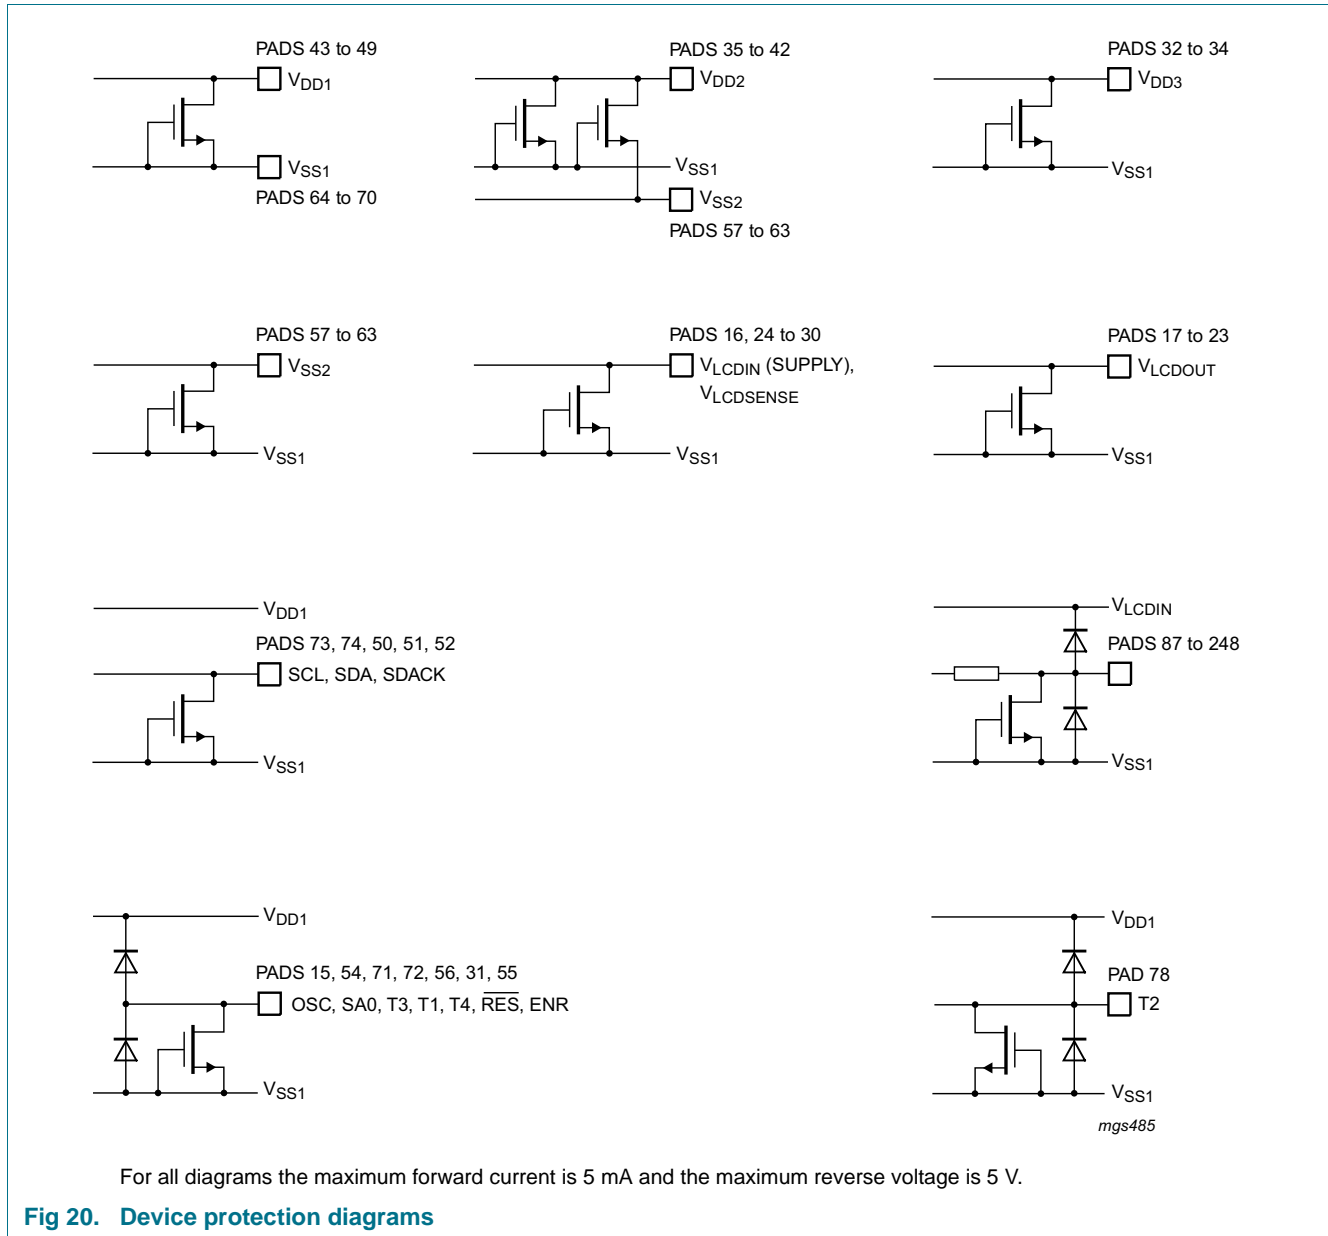 PADS 43 to 49
VDD1
VSS1
PADS 64 to 70
PADS 35 to 42
VDD2
VSS1
VSS2
PADS 57 to 63
PADS 32 to 34
VDD3
VSS1
PADS 57 to 63
VSS2
VSS1
PADS 16, 24 to 30
VLCDIN (SUPPLY),
VLCDSENSE
VSS1
PADS 17 to 23
VLCDOUT
VSS1
VDD1
PADS 73, 74, 50, 51, 52
SCL, SDA, SDACK
VSS1
VLCDIN
PADS 87 to 248
VSS1
VDD1
PADS 15, 54, 71, 72, 56, 31, 55
OSC, SA0, T3, T1, T4, R̅E̅S̅, ENR
VSS1
VDD1
PAD 78
T2
VSS1
mgs485
For all diagrams the maximum forward current is 5 mA and the maximum reverse voltage is 5 V.
Fig 20. Device protection diagrams